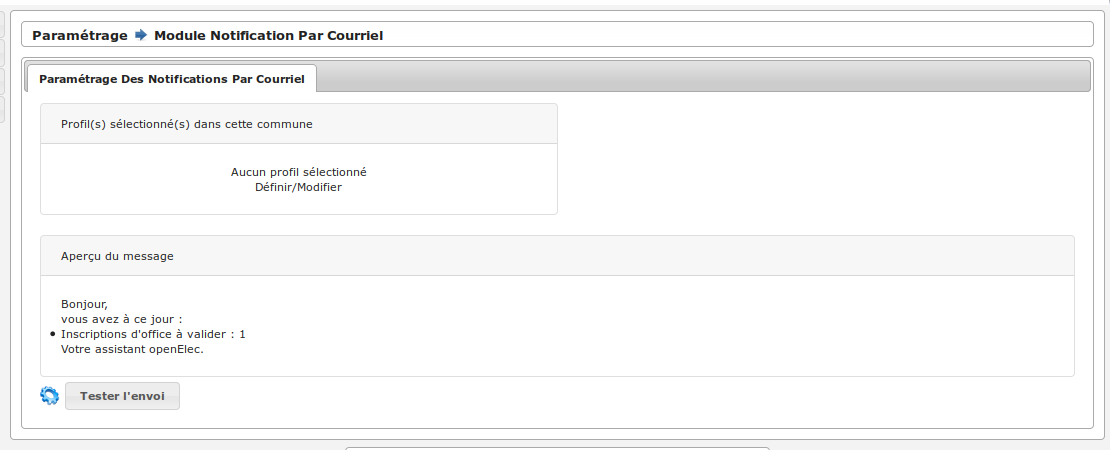 Paramétrage Module Notification Par Courriel
Paramétrage Des Notifications Par Courriel
Profil(s) sélectionné(s) dans cette commune
Aucun profil sélectionné
Définir/Modifier
Aperçu du message
Bonjour,
vous avez à ce jour :
• Inscriptions d'office à valider : 1
Votre assistant openElec.
Tester l'envoi